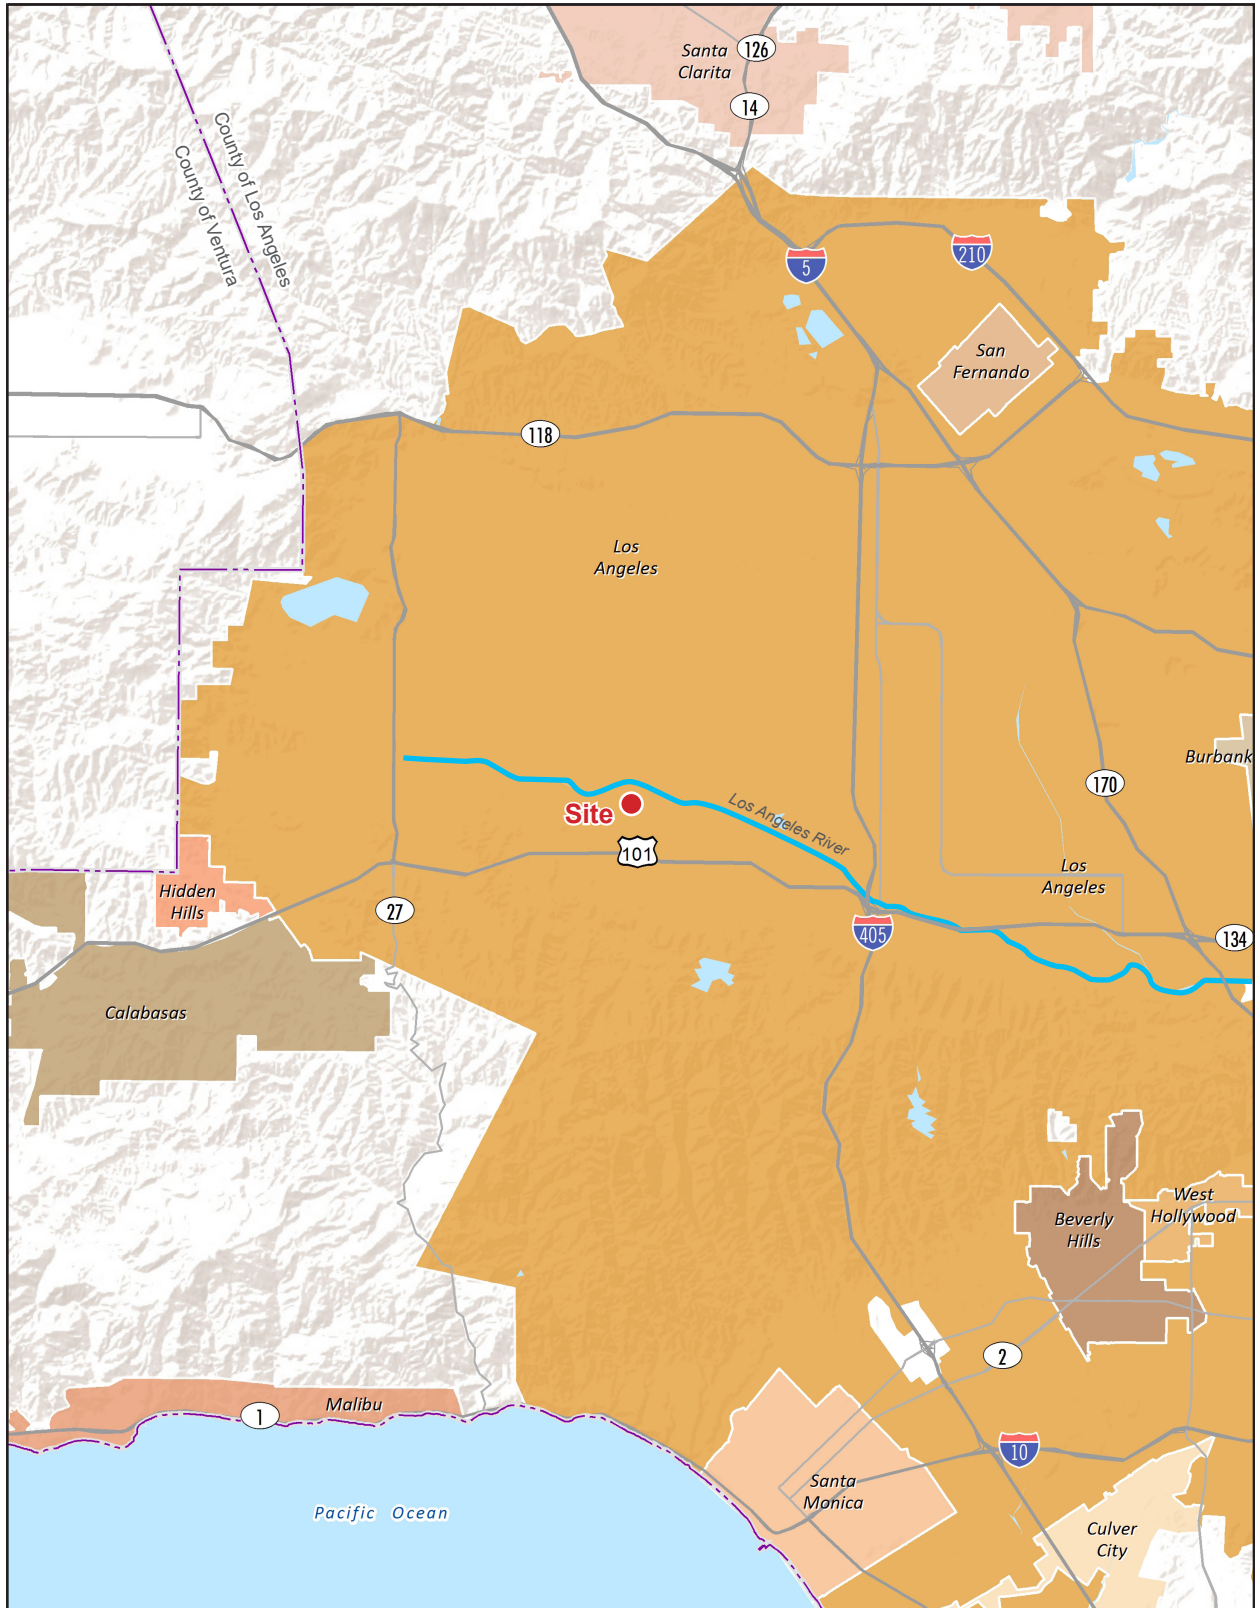 Santa
Clarita
126
14
County of Los Angeles
County of Ventura
5
210
San
Fernando
118
Los
Angeles
Burbank
170
Site
Los Angeles River
101
Los
Angeles
Hidden
Hills
27
405
134
Calabasas
West
Hollywood
Beverly
Hills
2
Malibu
1
10
Santa
Monica
Pacific Ocean
Culver
City